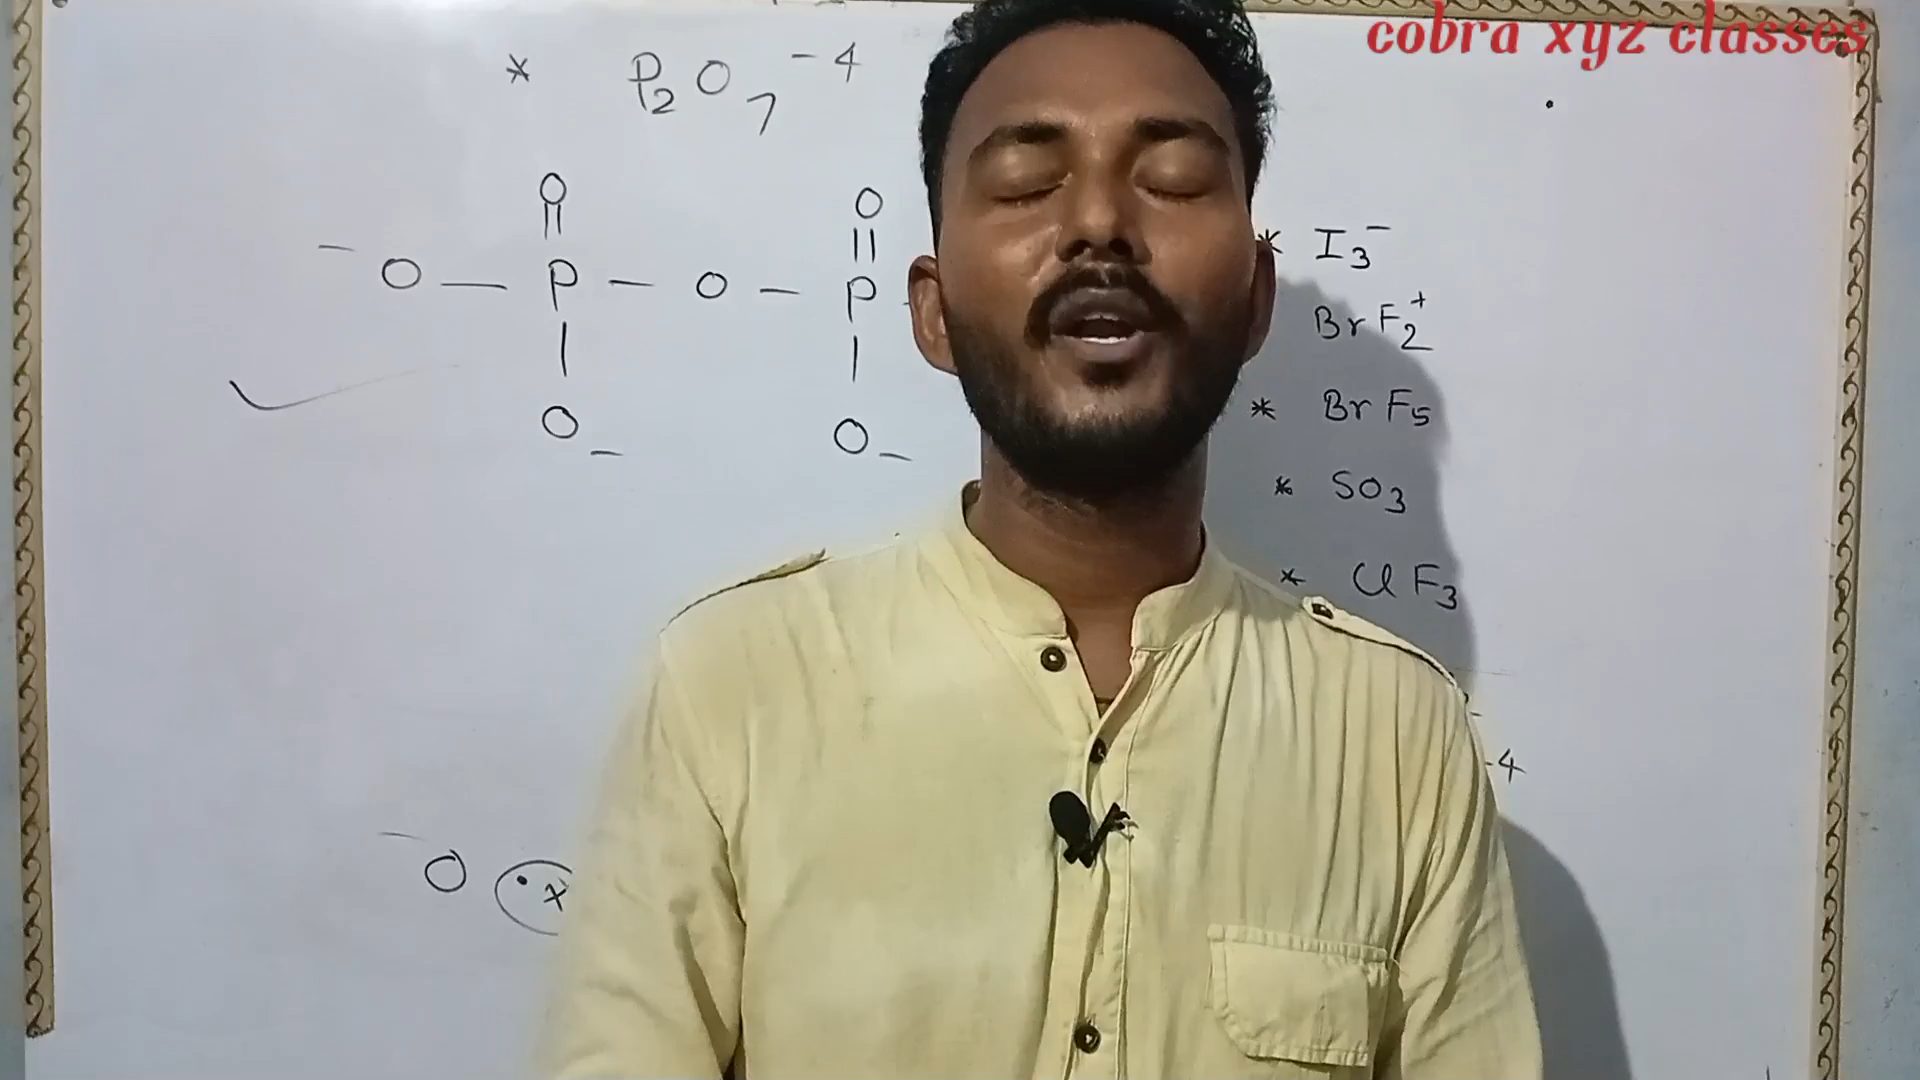 cobra xyz classes
* P2O7 -4
O O
- O - P - O - P
O - O -
* I3-
BrF2+
* BrF5
* SO3
* ClF3
-4
- O • x